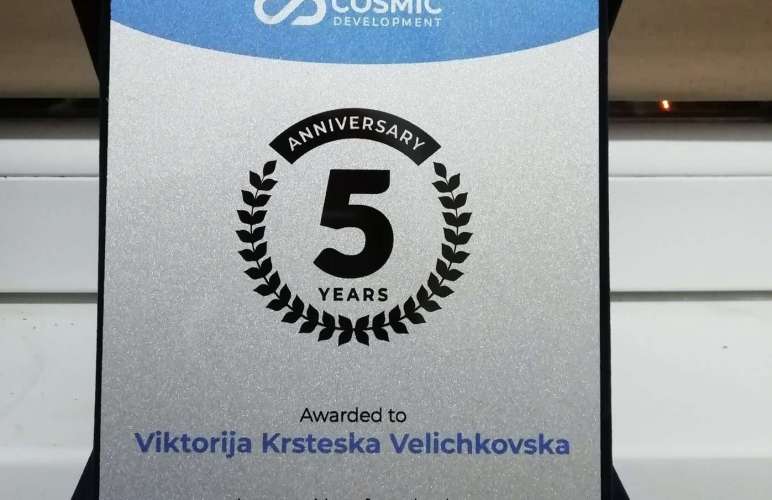 COSMIC
DEVELOPMENT
ANNIVERSARY
5
YEARS
Awarded to
Viktorija Krsteska Velichkovska